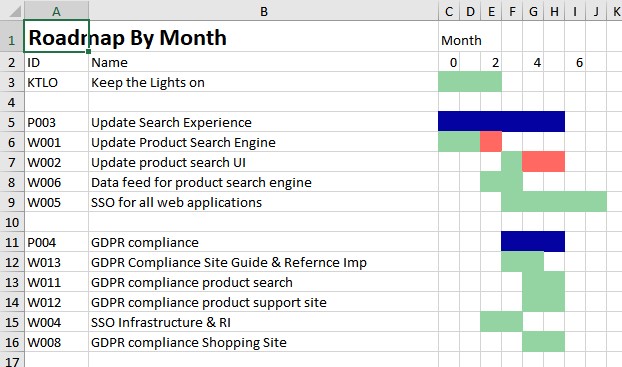 A B C D E F G H I J K
1 Roadmap By Month Month
2 ID Name 0 2 4 6
3 KTLO Keep the Lights on
4
5 P003 Update Search Experience
6 W001 Update Product Search Engine
7 W002 Update product search UI
8 W006 Data feed for product search engine
9 W005 SSO for all web applications
10
11 P004 GDPR compliance
12 W013 GDPR Compliance Site Guide & Refernce Imp
13 W011 GDPR compliance product search
14 W012 GDPR compliance product support site
15 W004 SSO Infrastructure & RI
16 W008 GDPR compliance Shopping Site
17